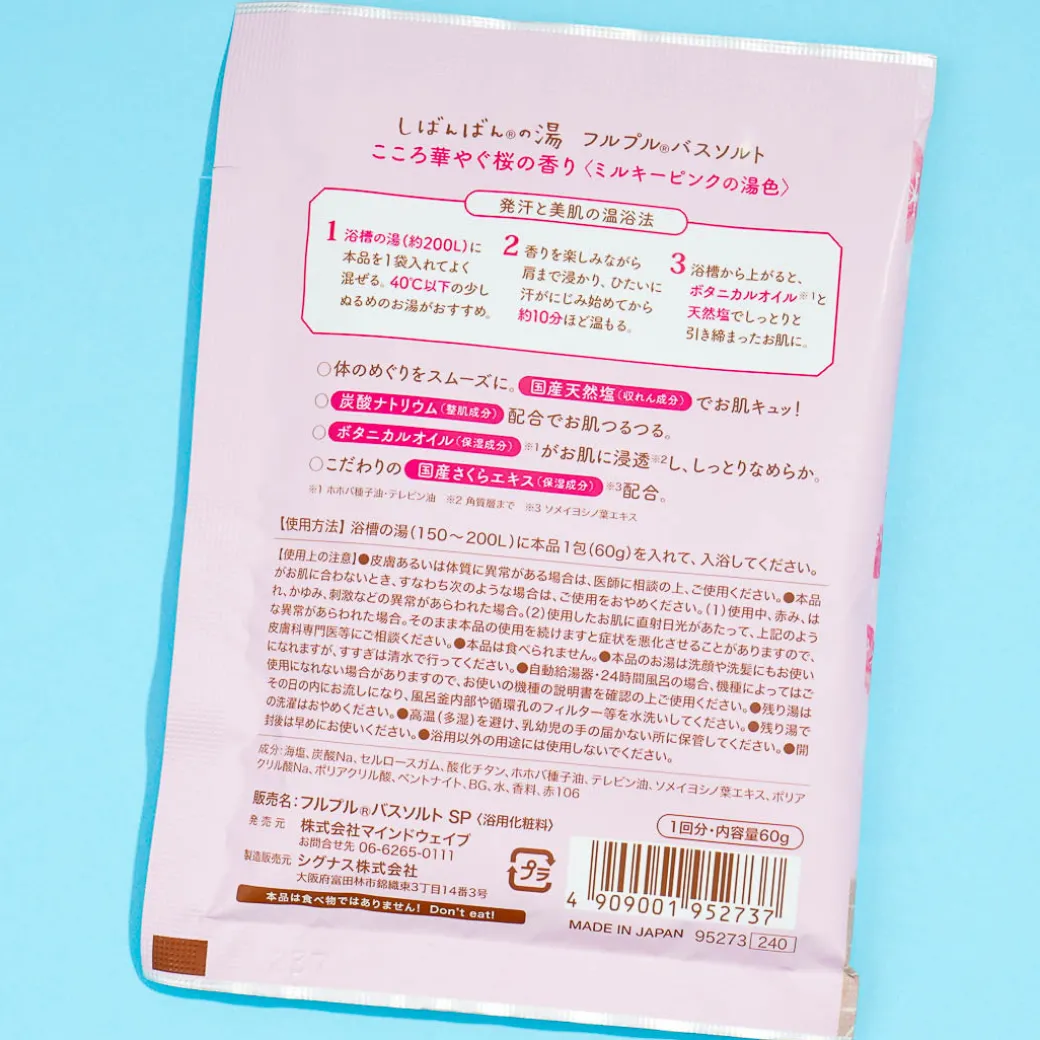 しばんばん®の湯 フルプル®バスソルト
こころ華やぐ桜の香り〈ミルキーピンクの湯色〉
発汗と美肌の温浴法
1 浴槽の湯(約200L)に
本品を1袋入れてよく
混ぜる。40℃以下の少し
ぬるめのお湯がおすすめ。
2 香りを楽しみながら
肩まで浸かり、ひたいに
汗がにじみ始めてから
約10分ほど温もる。
3 浴槽から上がると、
ボタニカルオイル※1と
天然塩でしっとりと
引き締まったお肌に。
○体のめぐりをスムーズに。国産天然塩(収れん成分)でお肌キュッ!
○炭酸ナトリウム(整肌成分)配合でお肌つるつる。
○ボタニカルオイル(保湿成分)※1がお肌に浸透※2し、しっとりなめらか。
○こだわりの国産さくらエキス(保湿成分)※3配合。
※1 ホホバ種子油・テレビン油 ※2 角質層まで ※3 ソメイヨシノ葉エキス
【使用方法】浴槽の湯(150〜200L)に本品1包(60g)を入れて、入浴してください。
【使用上の注意】●皮膚あるいは体質に異常がある場合は、医師に相談の上、ご使用ください。●本品
がお肌に合わないとき、すなわち次のような場合は、ご使用をおやめください。(1)使用中、赤み、は
れ、かゆみ、刺激などの異常があらわれた場合。(2)使用したお肌に直射日光があたって、上記のよう
な異常があらわれた場合。そのまま本品の使用を続けますと症状を悪化させることがありますので、
皮膚科専門医等にご相談ください。●本品は食べられません。●本品のお湯は洗顔や洗髪にもお使い
になれますが、すすぎは清水で行ってください。●自動給湯器・24時間風呂の場合、機種によってはご
使用になれない場合がありますので、お使いの機種の説明書を確認の上ご使用ください。●残り湯は
その日の内にお流しになり、風呂釜内部や循環孔のフィルター等を水洗いしてください。●残り湯で
の洗濯はおやめください。●高温(多湿)を避け、乳幼児の手の届かない所に保管してください。●開
封後は早めにお使いください。●浴用以外の用途には使用しないでください。
成分:海塩、炭酸Na、セルロースガム、酸化チタン、ホホバ種子油、テレビン油、ソメイヨシノ葉エキス、ポリア
クリル酸Na、ポリアクリル酸、ベントナイト、BG、水、香料、赤106
販売名:フルプル®バスソルト SP〈浴用化粧料〉
発売元 株式会社マインドウェイブ
お問合せ先 06-6265-0111
製造販売元 シグナス株式会社
大阪府富田林市錦織東3丁目14番3号
本品は食べ物ではありません! Don't eat!
プラ
1回分・内容量60g
4 909001 952737
MADE IN JAPAN 95273 240